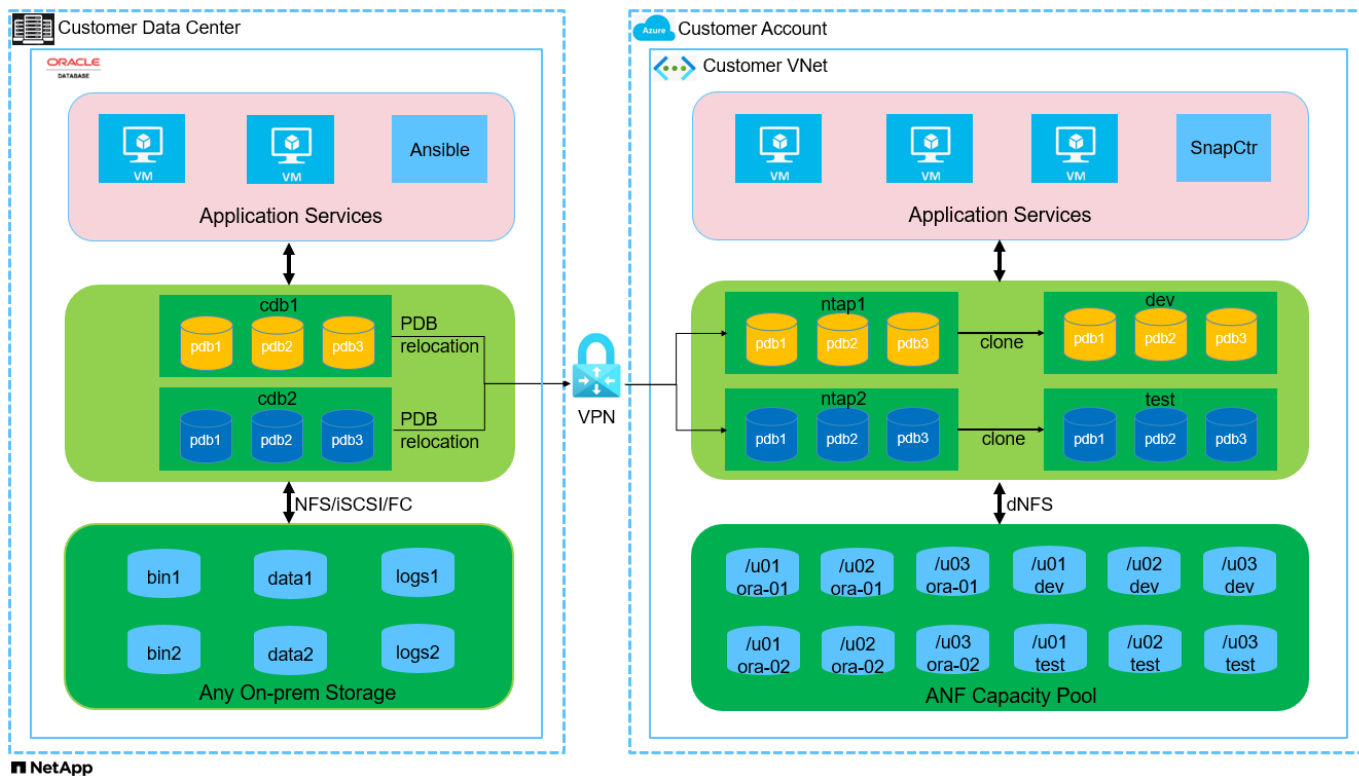 Customer Data Center
ORACLE
DATABASE
VM
VM
Ansible
Application Services
cdb1
pdb1
pdb2
pdb3
PDB
relocation
cdb2
pdb1
pdb2
pdb3
PDB
relocation
NFS/iSCSI/FC
bin1
data1
logs1
bin2
data2
logs2
Any On-prem Storage
VPN
Azure
Customer Account
Customer VNet
VM
VM
VM
SnapCtr
Application Services
ntap1
pdb1
pdb2
pdb3
clone
dev
pdb1
pdb2
pdb3
ntap2
pdb1
pdb2
pdb3
clone
test
pdb1
pdb2
pdb3
dNFS
/u01
ora-01
/u02
ora-01
/u03
ora-01
/u01
dev
/u02
dev
/u03
dev
/u01
ora-02
/u02
ora-02
/u03
ora-02
/u01
test
/u02
test
/u03
test
ANF Capacity Pool
NetApp